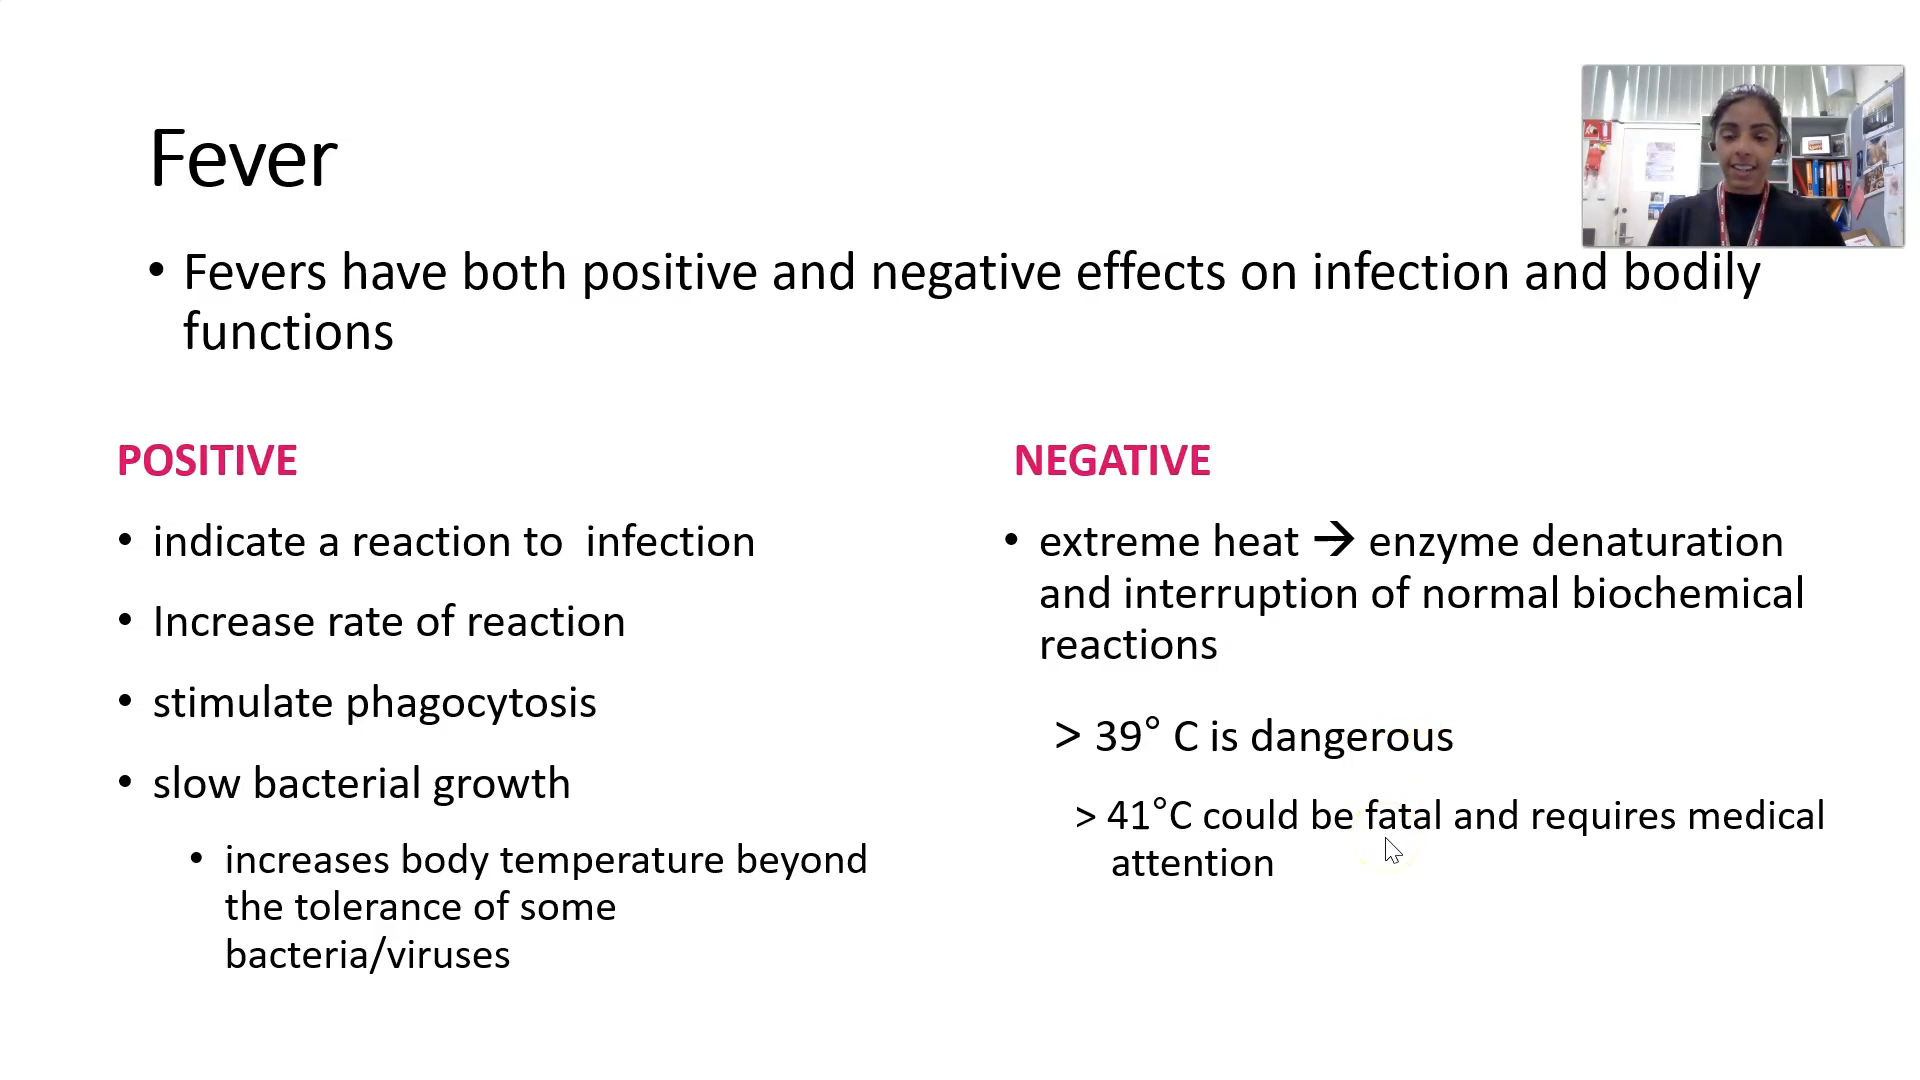 Fever
• Fevers have both positive and negative effects on infection and bodily
functions
POSITIVE
• indicate a reaction to  infection
• Increase rate of reaction
• stimulate phagocytosis
• slow bacterial growth
• increases body temperature beyond
the tolerance of some
bacteria/viruses
NEGATIVE
• extreme heat → enzyme denaturation
and interruption of normal biochemical
reactions
> 39° C is dangerous
> 41°C could be fatal and requires medical
attention